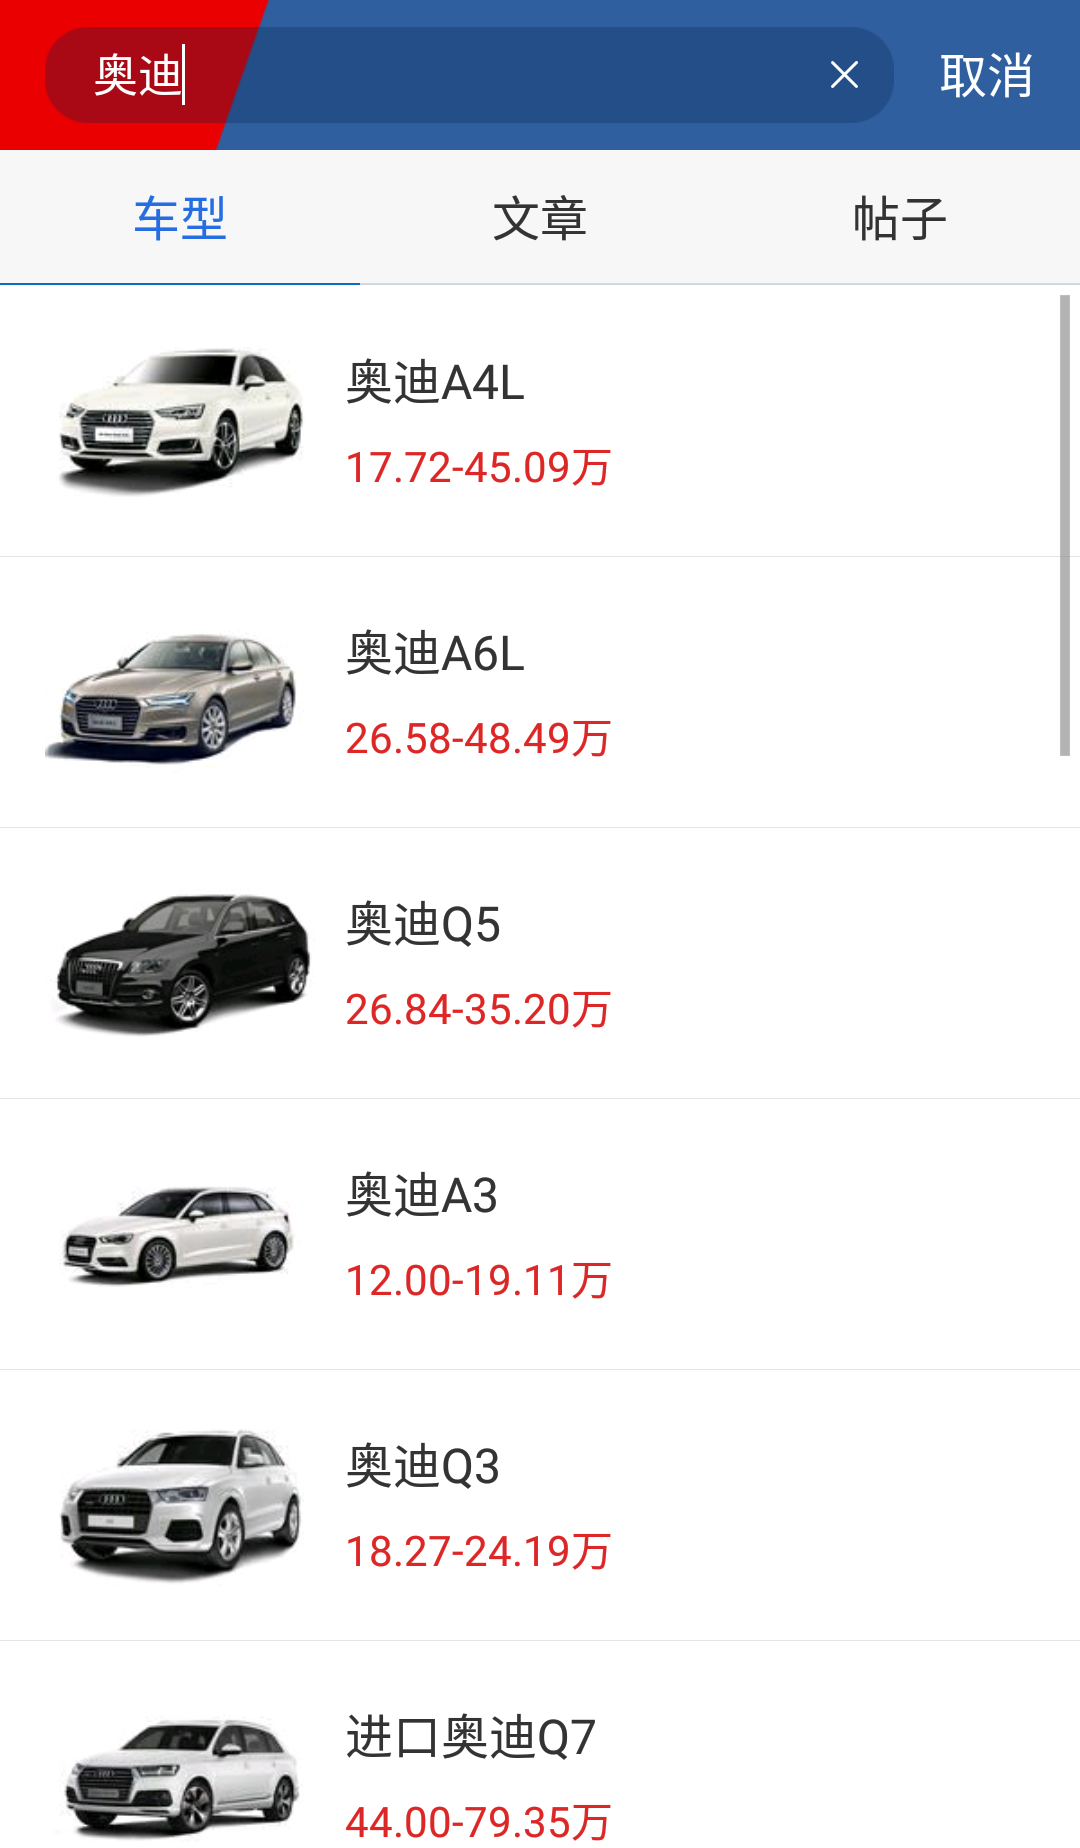 奥迪
取消
车型
文章
帖子
奥迪A4L
17.72-45.09万
奥迪A6L
26.58-48.49万
奥迪Q5
26.84-35.20万
奥迪A3
12.00-19.11万
奥迪Q3
18.27-24.19万
进口奥迪Q7
44.00-79.35万